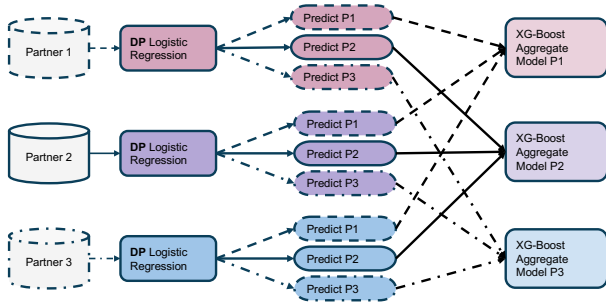 Partner 1
DP Logistic
Regression
Predict P1
Predict P2
Predict P3
XG-Boost
Aggregate
Model P1
Partner 2
DP Logistic
Regression
Predict P1
Predict P2
Predict P3
XG-Boost
Aggregate
Model P2
Partner 3
DP Logistic
Regression
Predict P1
Predict P2
Predict P3
XG-Boost
Aggregate
Model P3